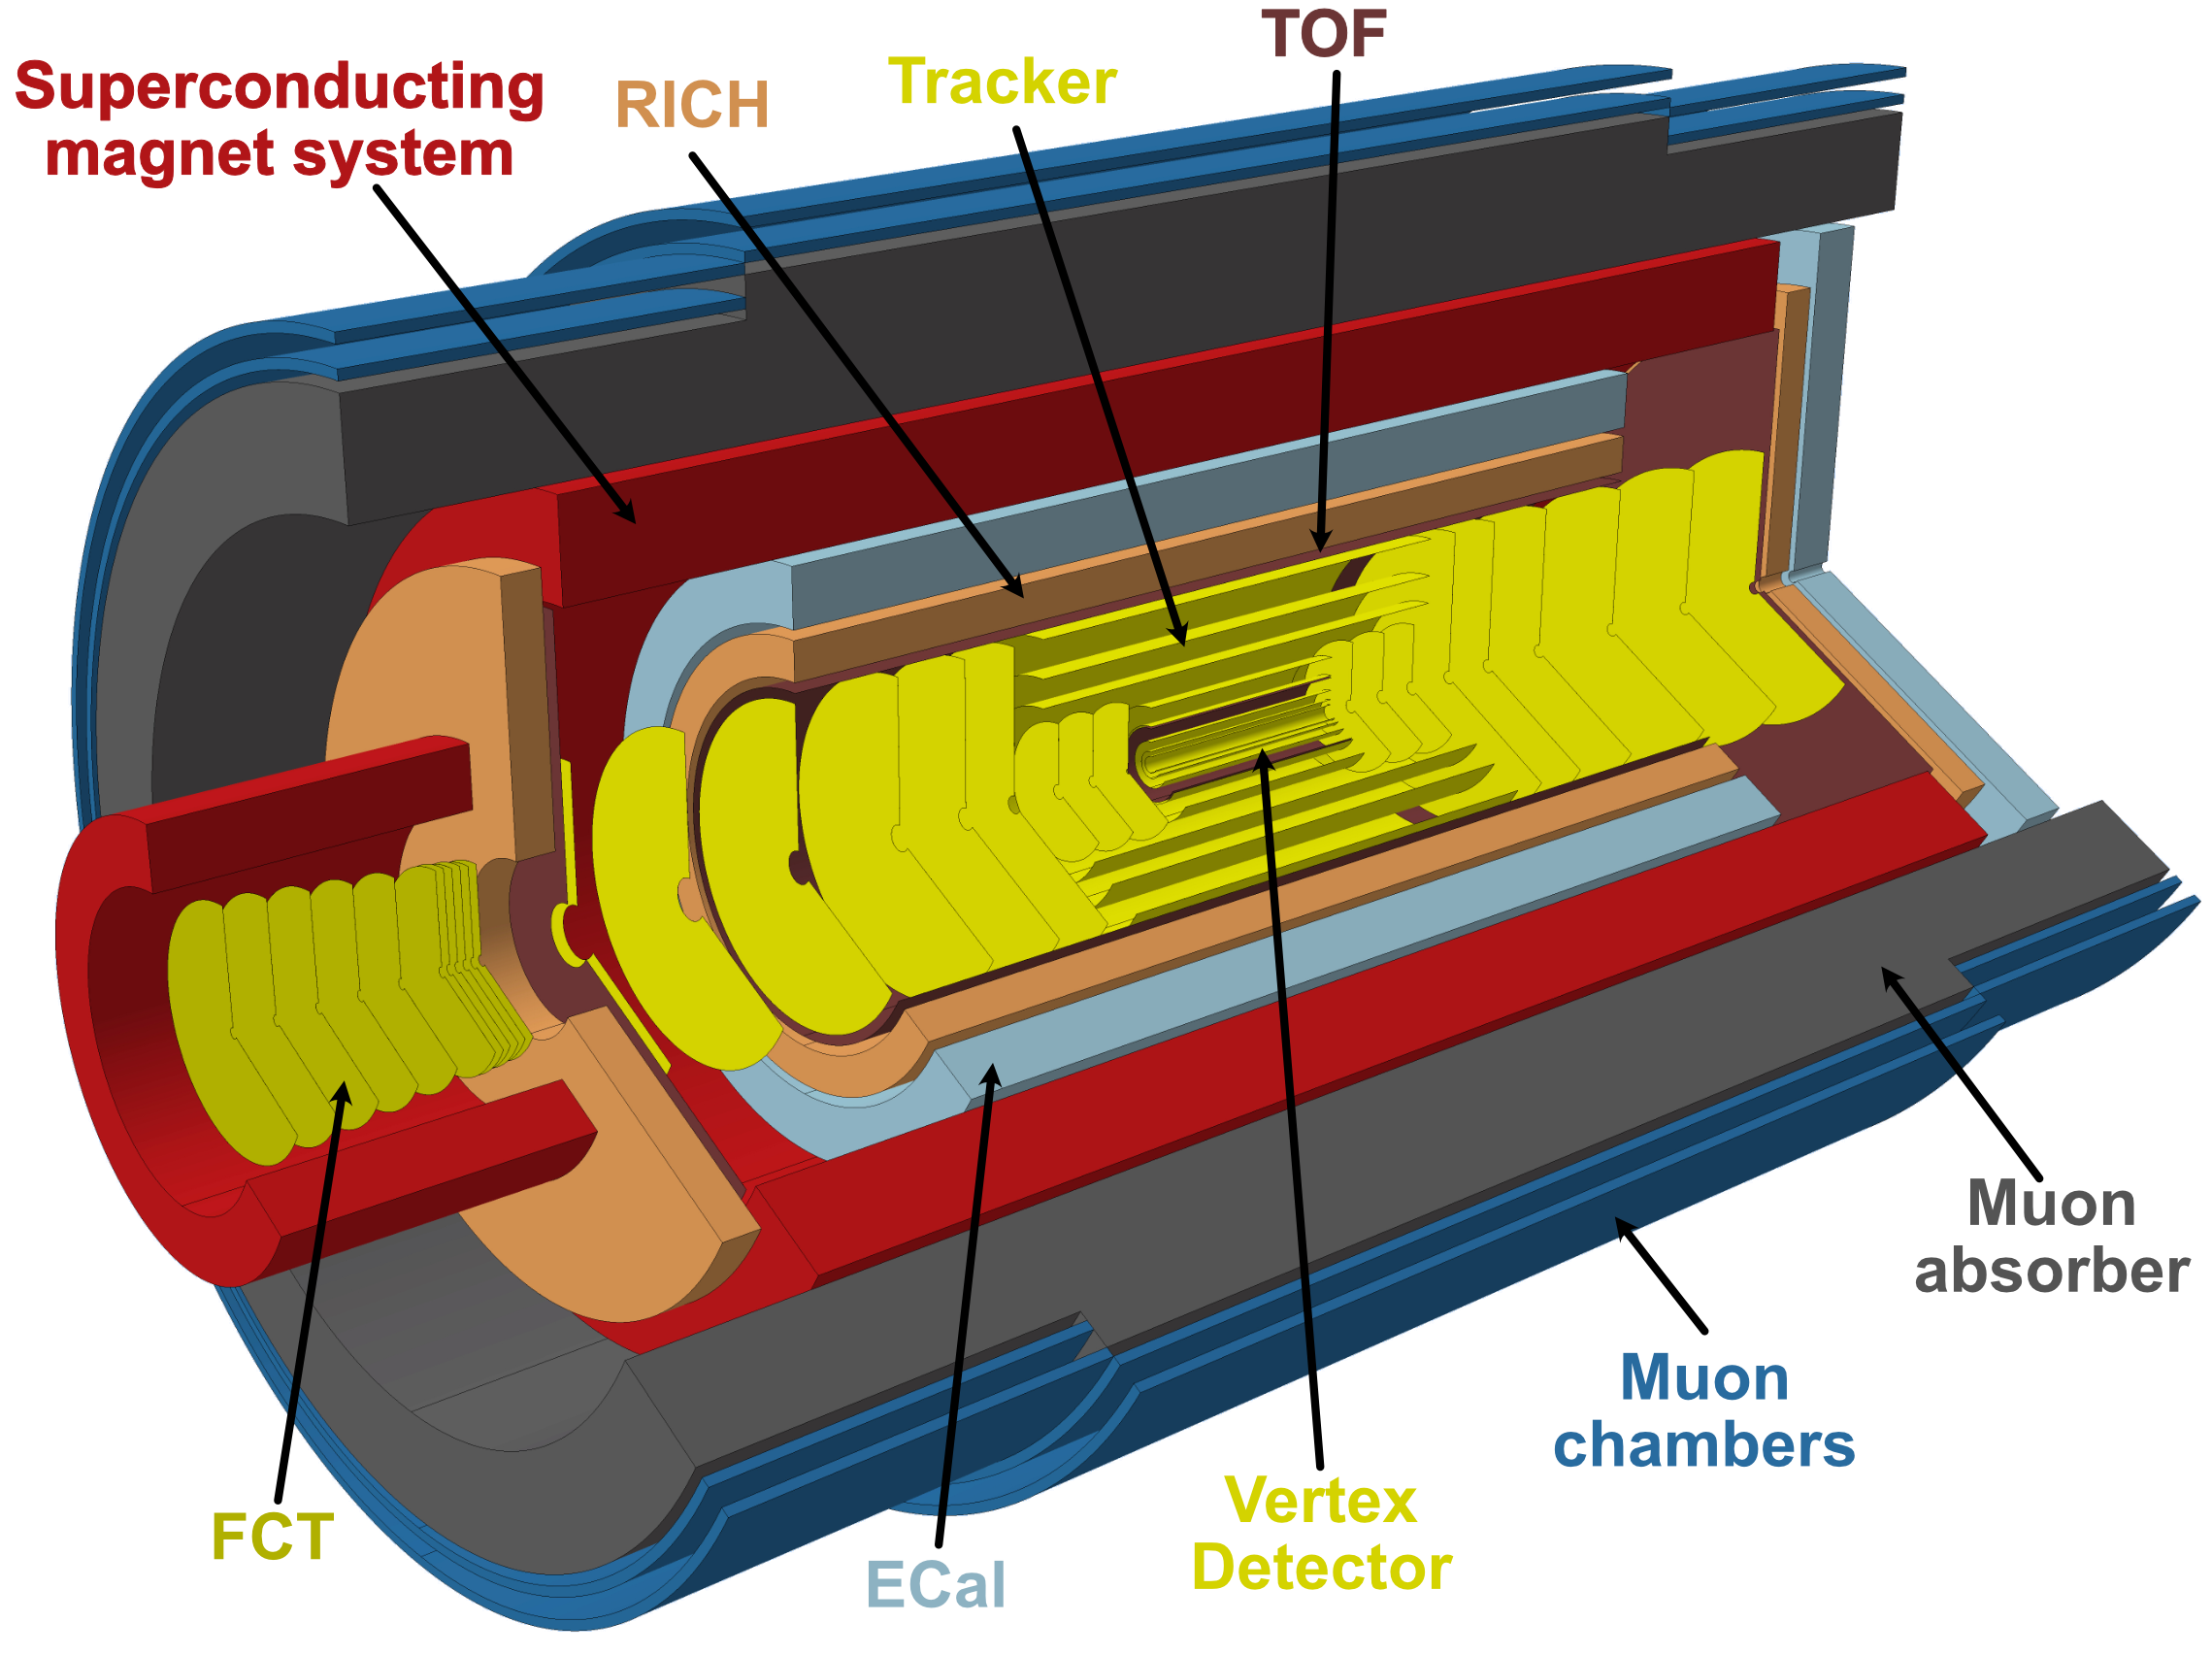 TOF
Superconducting
magnet system
RICH
Tracker
Muon
absorber
Muon
chambers
Vertex
Detector
FCT
ECal